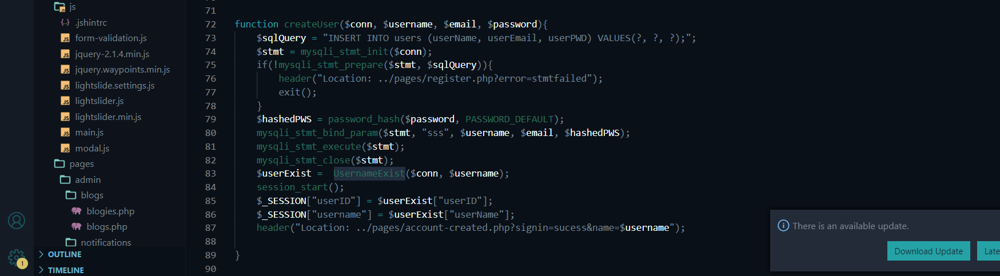 js
.jshintrc
form-validation.js
jquery-2.1.4.min.js
jquery.waypoints.min.js
lightslide.settings.js
lightslider.js
lightslider.min.js
main.js
modal.js
pages
admin
blogs
blogies.php
blogs.php
notifications
OUTLINE
TIMELINE
1
71
72 function createUser($conn, $username, $email, $password){
73 $sqlQuery = "INSERT INTO users (userName, userEmail, userPWD) VALUES(?, ?, ?);";
74 $stmt = mysqli_stmt_init($conn);
75 if(!mysqli_stmt_prepare($stmt, $sqlQuery)){
76 header("Location: ../pages/register.php?error=stmtfailed");
77 exit();
78 }
79 $hashedPWS = password_hash($password, PASSWORD_DEFAULT);
80 mysqli_stmt_bind_param($stmt, "sss", $username, $email, $hashedPWS);
81 mysqli_stmt_execute($stmt);
82 mysqli_stmt_close($stmt);
83 $userExist =  UsernameExist($conn, $username);
84 session_start();
85 $_SESSION["userID"] = $userExist["userID"];
86 $_SESSION["username"] = $userExist["userName"];
87 header("Location: ../pages/account-created.php?signin=sucess&name=$username");
88
89 }
90
There is an available update.
Download Update
Late